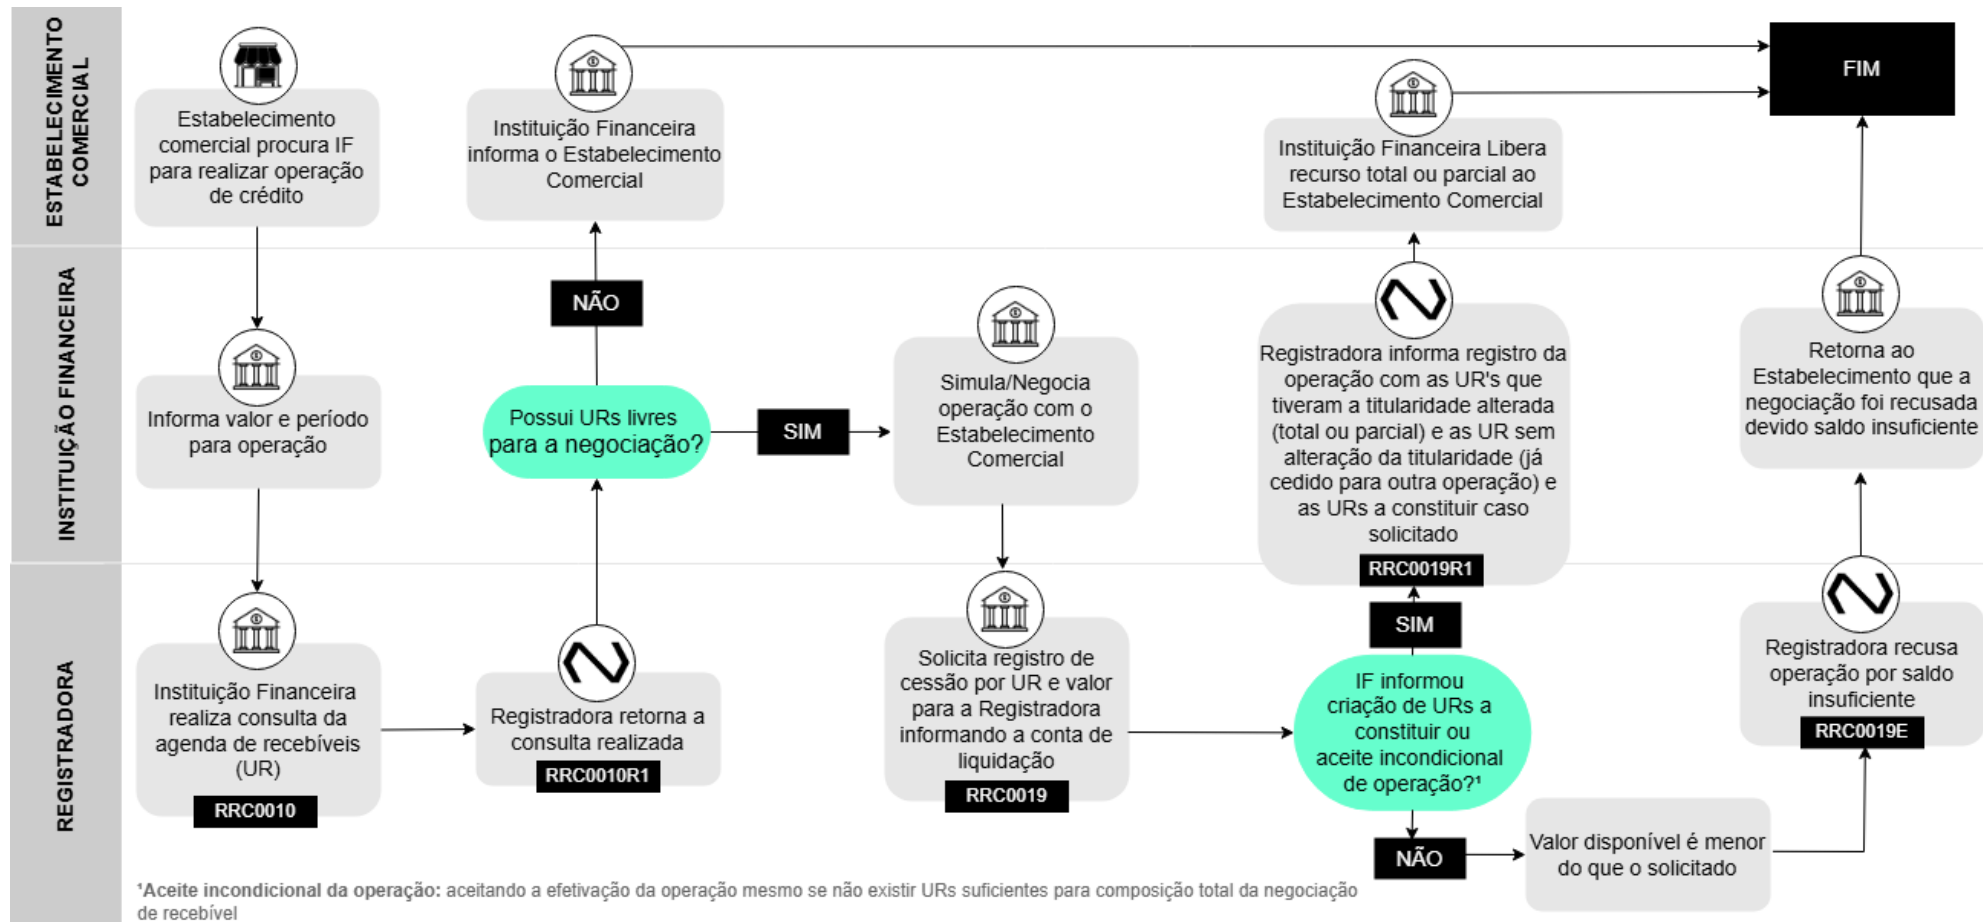 ESTABELECIMENTO
COMERCIAL
Estabelecimento
comercial procura IF
para realizar operação
de crédito
Instituição Financeira
informa o Estabelecimento
Comercial
Instituição Financeira Libera
recurso total ou parcial ao
Estabelecimento Comercial
FIM
INSTITUIÇÃO FINANCEIRA
Informa valor e período
para operação
NÃO
Possui URs livres
para a negociação?
SIM
Simula/Negocia
operação com o
Estabelecimento
Comercial
Registradora informa registro da
operação com as UR's que
tiveram a titularidade alterada
(total ou parcial) e as UR sem
alteração da titularidade (já
cedido para outra operação) e
as URs a constituir caso
solicitado
RRC0019R1
Retorna ao
Estabelecimento que a
negociação foi recusada
devido saldo insuficiente
REGISTRADORA
Instituição Financeira
realiza consulta da
agenda de recebíveis
(UR)
RRC0010
Registradora retorna a
consulta realizada
RRC0010R1
Solicita registro de
cessão por UR e valor
para a Registradora
informando a conta de
liquidação
RRC0019
SIM
IF informou
criação de URs a
constituir ou
aceite incondicional
de operação?¹
NÃO
Valor disponível é menor
do que o solicitado
Registradora recusa
operação por saldo
insuficiente
RRC0019E
¹Aceite incondicional da operação: aceitando a efetivação da operação mesmo se não existir URs suficientes para composição total da negociação
de recebível